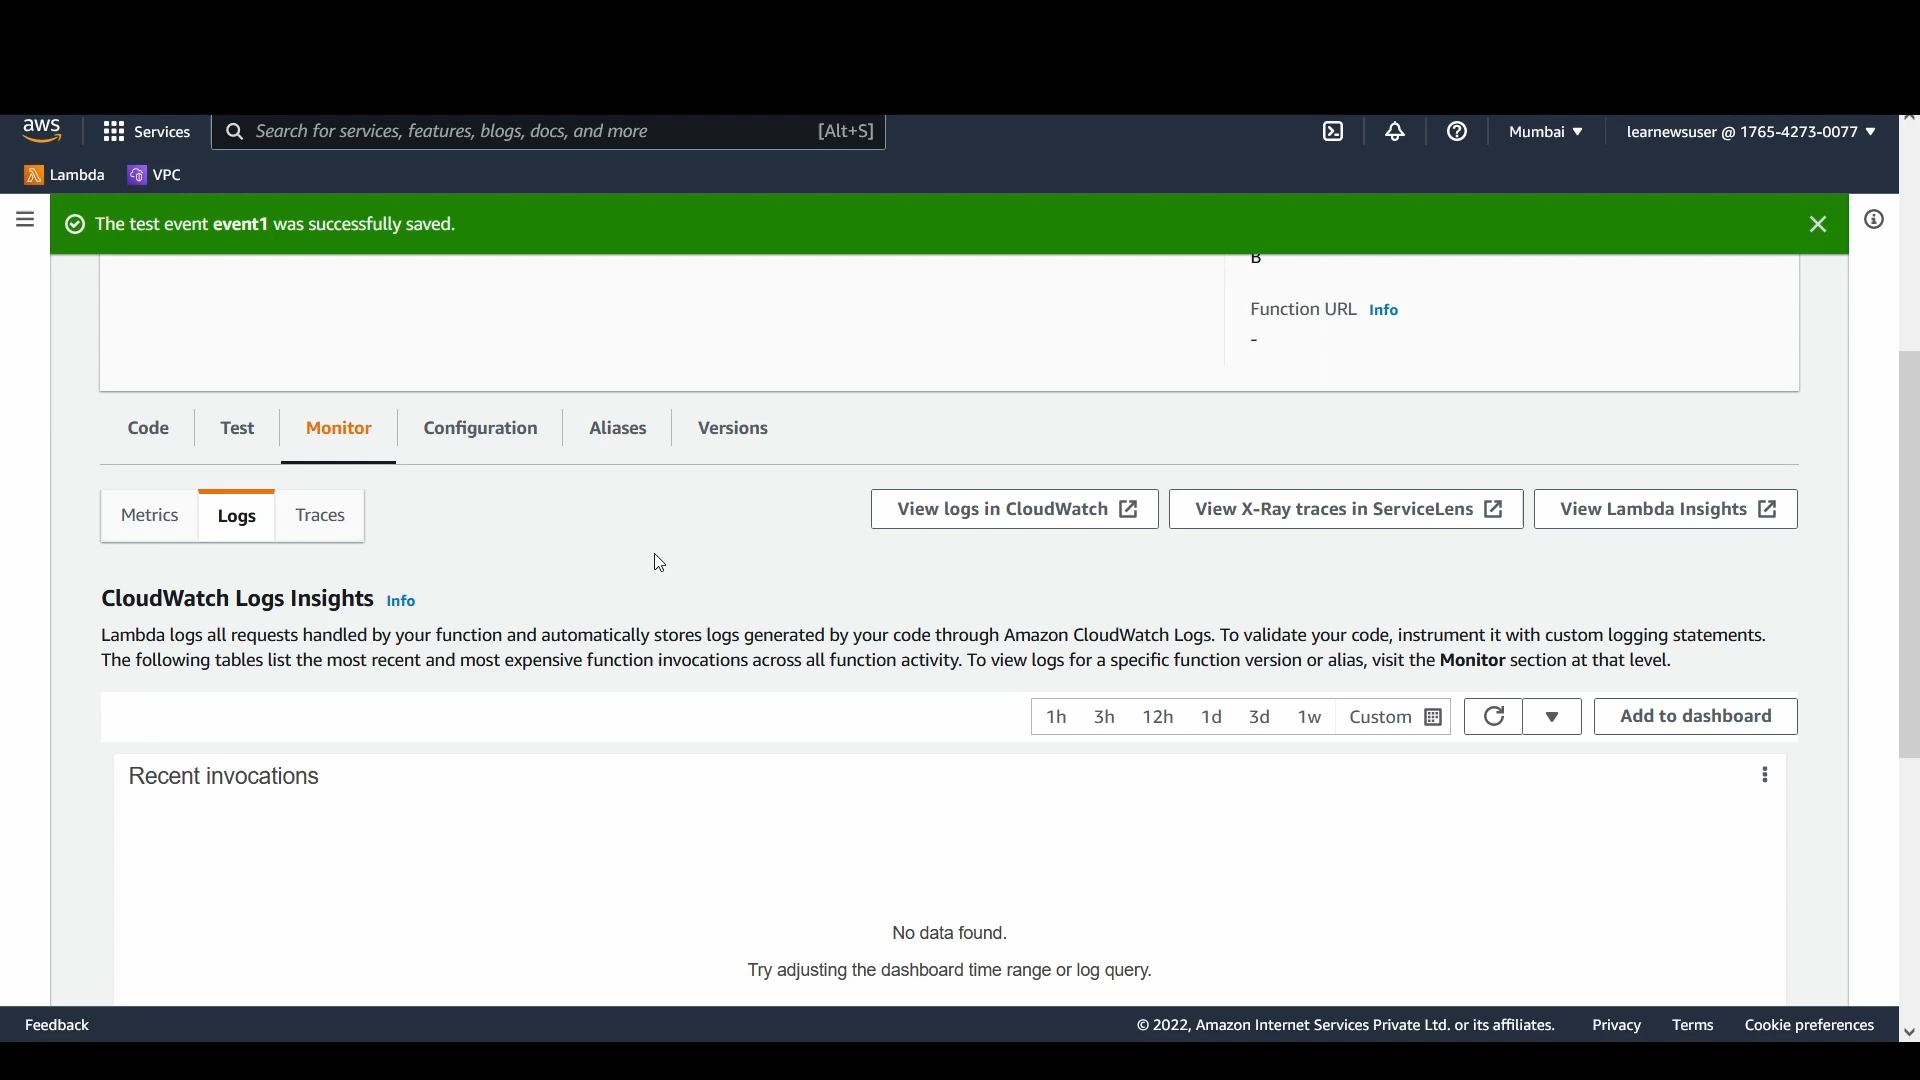 aws
Services
Search for services, features, blogs, docs, and more [Alt+S]
Mumbai
learnewsuser @ 1765-4273-0077
Lambda
VPC
The test event event1 was successfully saved.
B
Function URL Info
-
Code
Test
Monitor
Configuration
Aliases
Versions
Metrics
Logs
Traces
View logs in CloudWatch
View X-Ray traces in ServiceLens
View Lambda Insights
CloudWatch Logs Insights Info
Lambda logs all requests handled by your function and automatically stores logs generated by your code through Amazon CloudWatch Logs. To validate your code, instrument it with custom logging statements.
The following tables list the most recent and most expensive function invocations across all function activity. To view logs for a specific function version or alias, visit the Monitor section at that level.
1h 3h 12h 1d 3d 1w Custom
Add to dashboard
Recent invocations
No data found.
Try adjusting the dashboard time range or log query.
Feedback
© 2022, Amazon Internet Services Private Ltd. or its affiliates.
Privacy
Terms
Cookie preferences